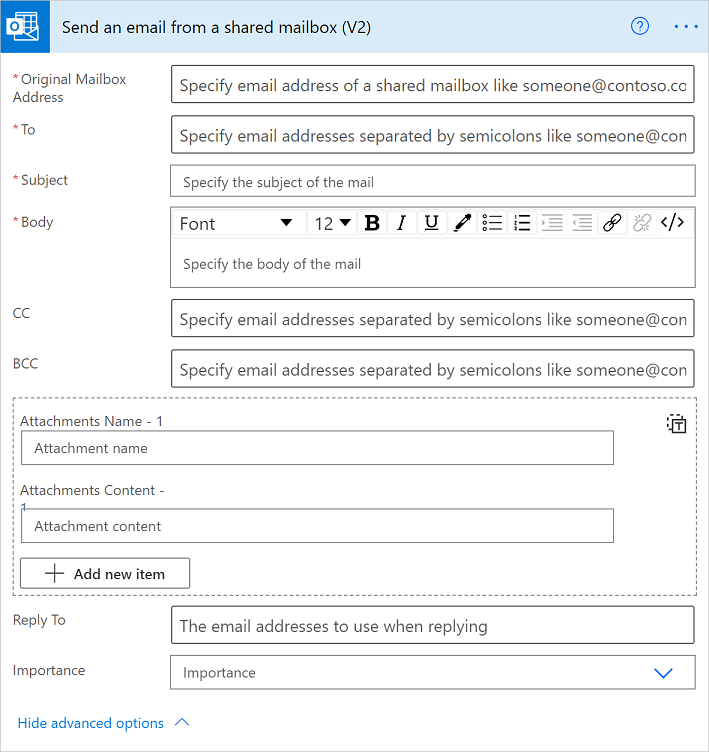 Send an email from a shared mailbox (V2)
*Original Mailbox
Address
Specify email address of a shared mailbox like someone@contoso.co
*To
Specify email addresses separated by semicolons like someone@con
*Subject
Specify the subject of the mail
*Body
Font
12
B
I
U
</>
Specify the body of the mail
CC
Specify email addresses separated by semicolons like someone@con
BCC
Specify email addresses separated by semicolons like someone@con
Attachments Name - 1
Attachment name
Attachments Content -
1
Attachment content
Add new item
Reply To
The email addresses to use when replying
Importance
Importance
Hide advanced options